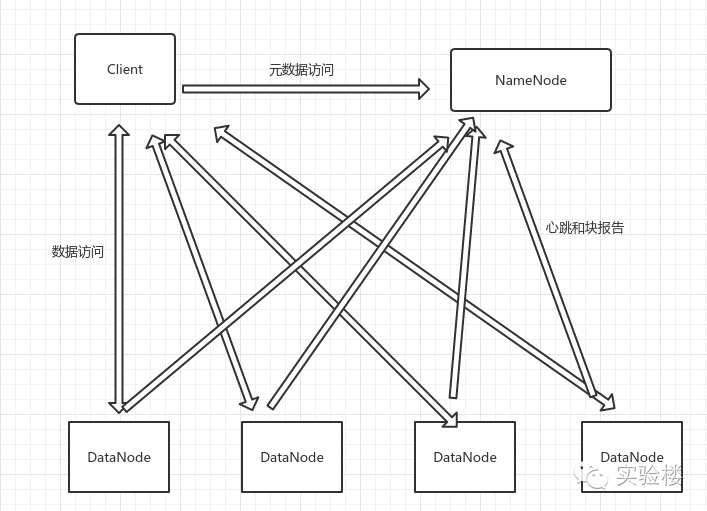 Client
元数据访问
NameNode
心跳和块报告
数据访问
DataNode
DataNode
DataNode
DataNode
实验楼